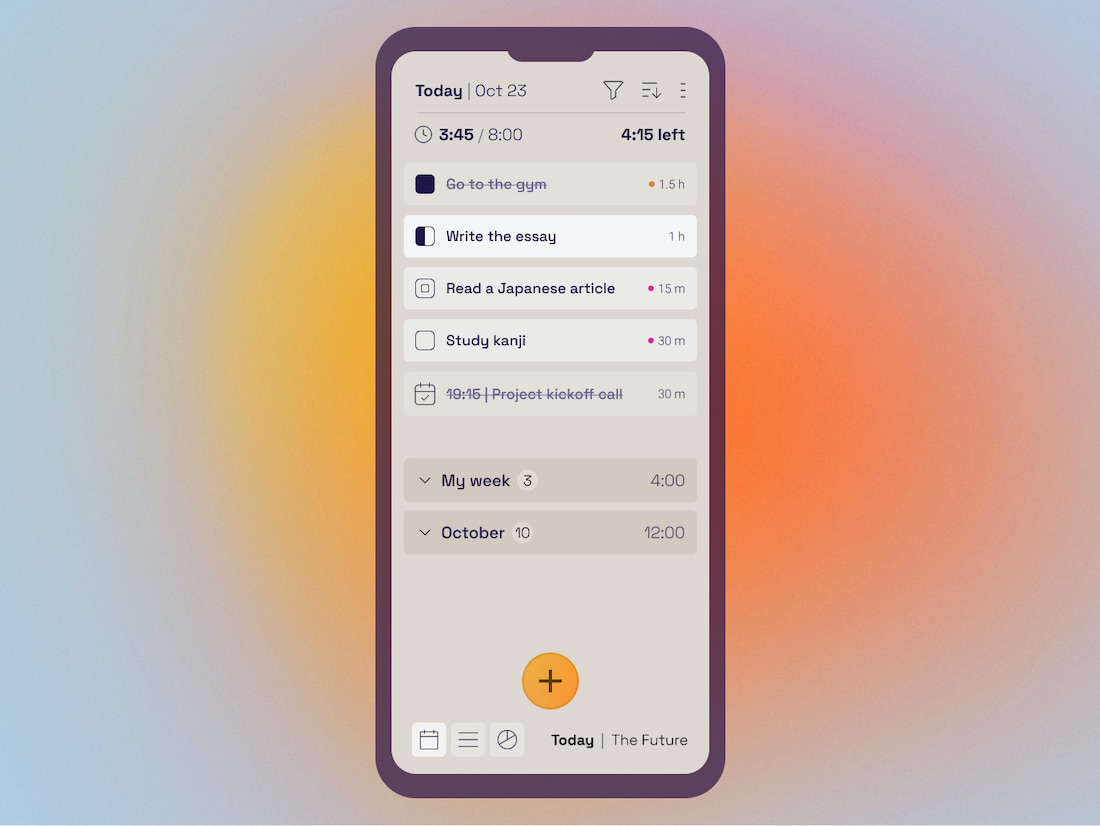 Today | Oct 23
3:45 / 8:00 4:15 left
Go to the gym 1.5 h
Write the essay 1 h
Read a Japanese article 15 m
Study kanji 30 m
19:15 | Project kickoff call 30 m
My week 3 4:00
October 10 12:00
Today | The Future